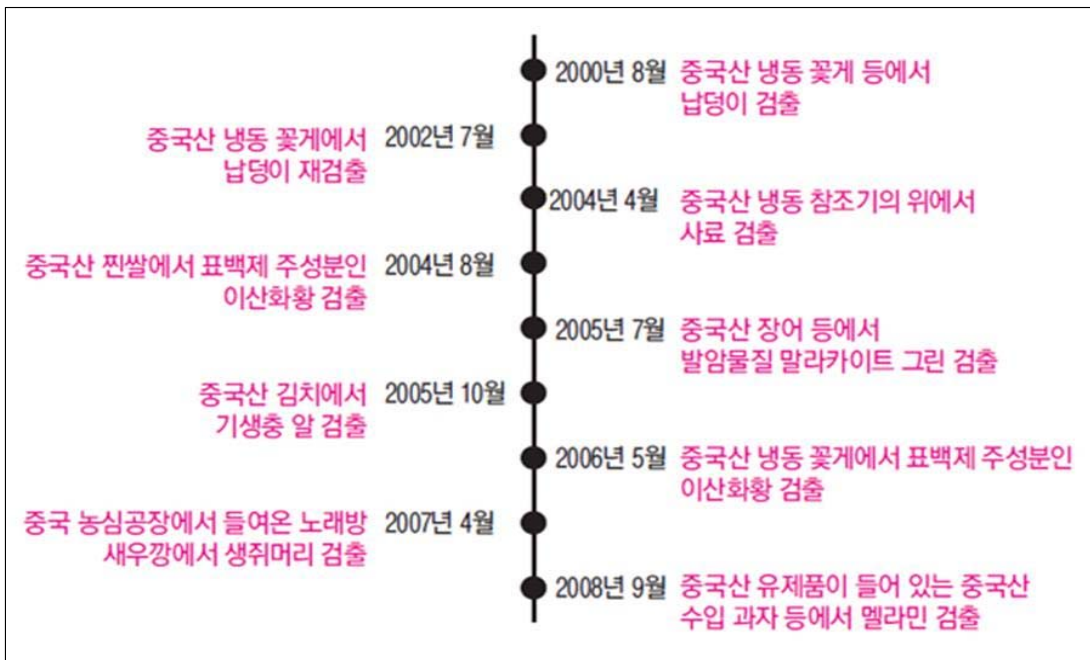 2000년 8월 중국산 냉동 꽃게 등에서
납덩이 검출
중국산 냉동 꽃게에서 2002년 7월
납덩이 재검출
2004년 4월 중국산 냉동 참조기의 위에서
사료 검출
중국산 찐쌀에서 표백제 주성분인 2004년 8월
이산화황 검출
2005년 7월 중국산 장어 등에서
발암물질 말라카이트 그린 검출
중국산 김치에서 2005년 10월
기생충 알 검출
2006년 5월 중국산 냉동 꽃게에서 표백제 주성분인
이산화황 검출
중국 농심공장에서 들여온 노래방 2007년 4월
새우깡에서 생쥐머리 검출
2008년 9월 중국산 유제품이 들어 있는 중국산
수입 과자 등에서 멜라민 검출